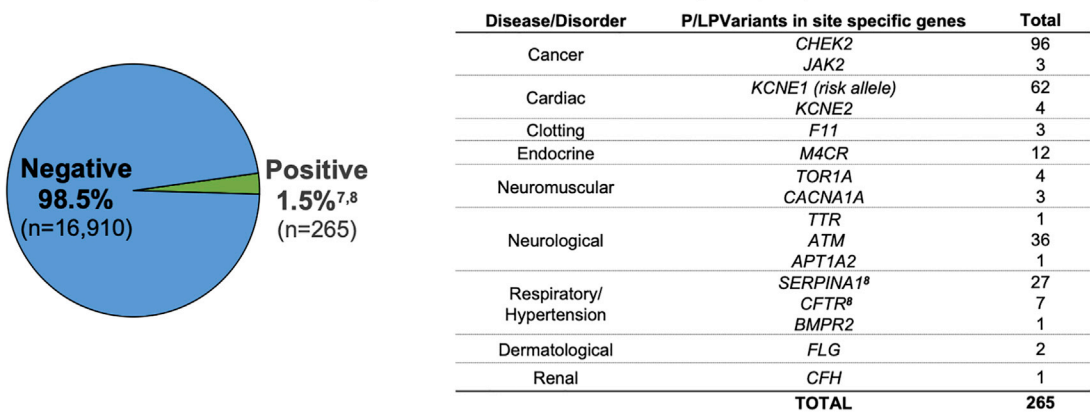 Negative
98.5%
(n=16,910)
Positive
1.5%7,8
(n=265)
Disease/Disorder P/LPVariants in site specific genes Total
Cancer
CHEK2 96
JAK2 3
Cardiac
KCNE1 (risk allele) 62
KCNE2 4
Clotting F11 3
Endocrine M4CR 12
Neuromuscular
TOR1A 4
CACNA1A 3
Neurological
TTR 1
ATM 36
APT1A2 1
Respiratory/
Hypertension
SERPINA18 27
CFTR8 7
BMPR2 1
Dermatological FLG 2
Renal CFH 1
TOTAL 265